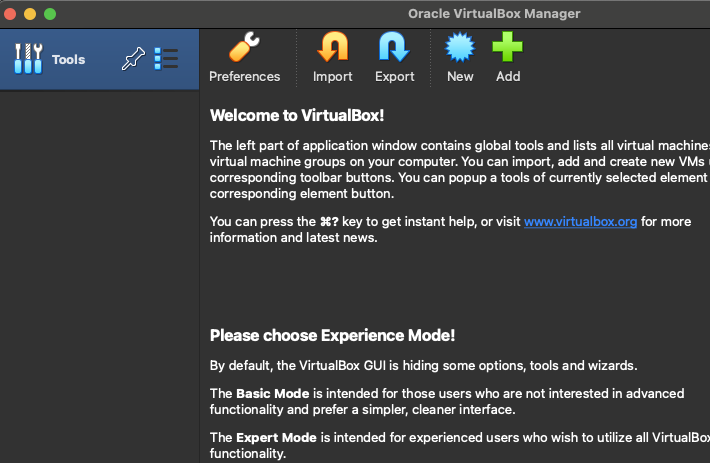 Oracle VirtualBox Manager
Tools
Preferences Import Export New Add
Welcome to VirtualBox!
The left part of application window contains global tools and lists all virtual machines
virtual machine groups on your computer. You can import, add and create new VMs
corresponding toolbar buttons. You can popup a tools of currently selected element
corresponding element button.
You can press the ⌘? key to get instant help, or visit www.virtualbox.org for more
information and latest news.
Please choose Experience Mode!
By default, the VirtualBox GUI is hiding some options, tools and wizards.
The Basic Mode is intended for those users who are not interested in advanced
functionality and prefer a simpler, cleaner interface.
The Expert Mode is intended for experienced users who wish to utilize all VirtualBox
functionality.